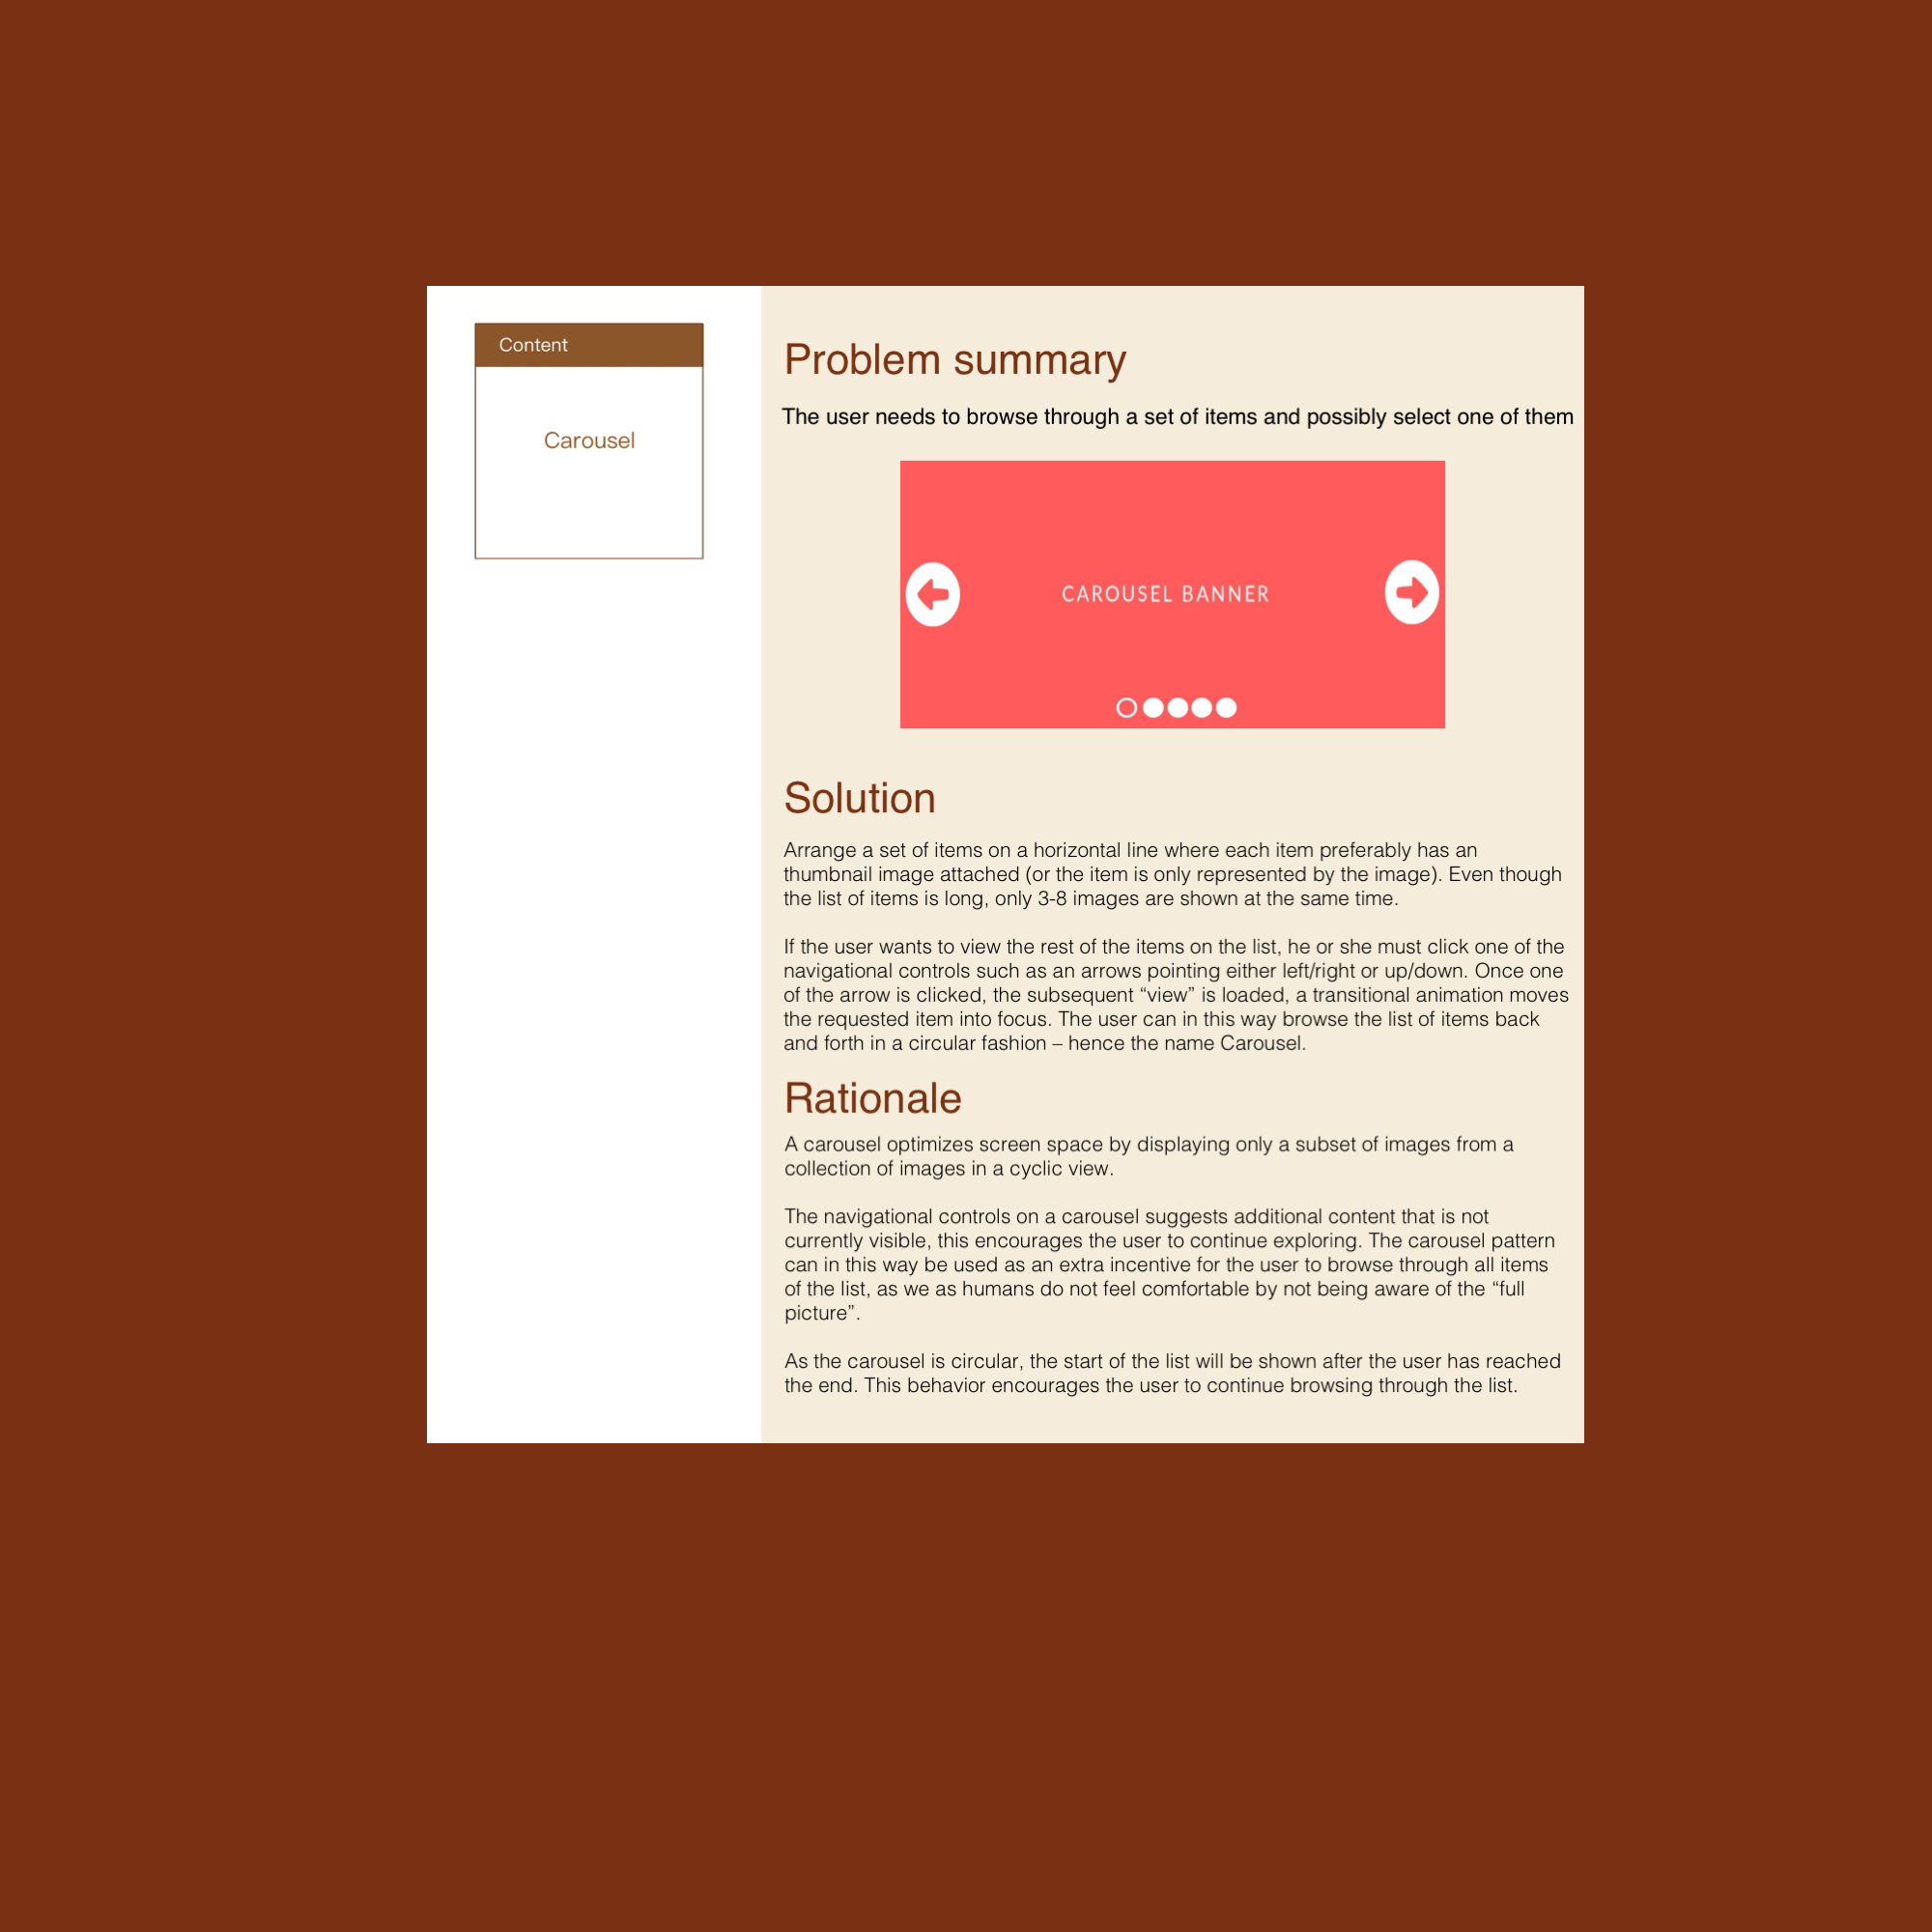 Content
Carousel
Problem summary
The user needs to browse through a set of items and possibly select one of them
CAROUSEL BANNER
Solution
Arrange a set of items on a horizontal line where each item preferably has an
thumbnail image attached (or the item is only represented by the image). Even though
the list of items is long, only 3-8 images are shown at the same time.
If the user wants to view the rest of the items on the list, he or she must click one of the
navigational controls such as an arrows pointing either left/right or up/down. Once one
of the arrow is clicked, the subsequent “view” is loaded, a transitional animation moves
the requested item into focus. The user can in this way browse the list of items back
and forth in a circular fashion – hence the name Carousel.
Rationale
A carousel optimizes screen space by displaying only a subset of images from a
collection of images in a cyclic view.
The navigational controls on a carousel suggests additional content that is not
currently visible, this encourages the user to continue exploring. The carousel pattern
can in this way be used as an extra incentive for the user to browse through all items
of the list, as we as humans do not feel comfortable by not being aware of the “full
picture”.
As the carousel is circular, the start of the list will be shown after the user has reached
the end. This behavior encourages the user to continue browsing through the list.